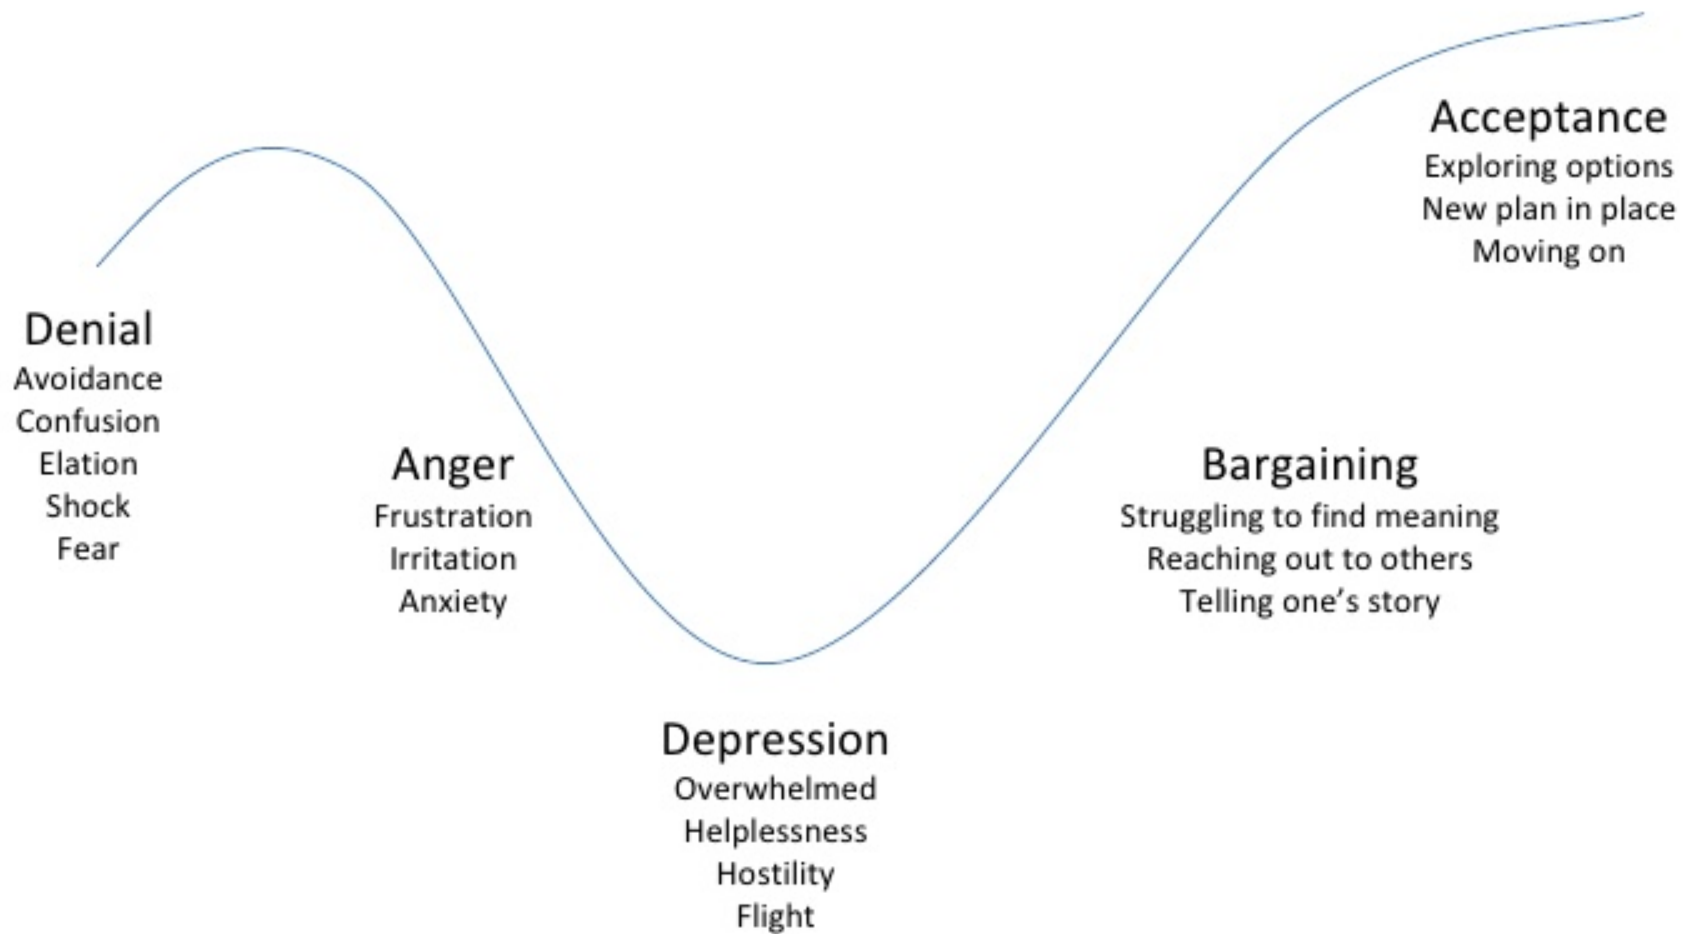 Denial
Avoidance
Confusion
Elation
Shock
Fear
Anger
Frustration
Irritation
Anxiety
Depression
Overwhelmed
Helplessness
Hostility
Flight
Bargaining
Struggling to find meaning
Reaching out to others
Telling one’s story
Acceptance
Exploring options
New plan in place
Moving on